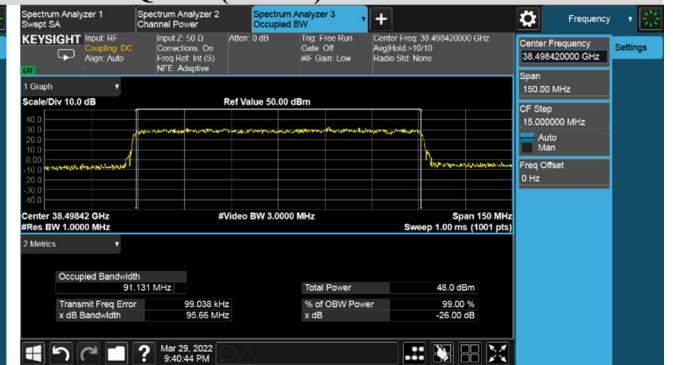 Spectrum Analyzer 1
Swept SA
Spectrum Analyzer 2
Channel Power
Spectrum Analyzer 3
Occupied BW
+
Frequency
KEYSIGHT
Input: RF
Coupling: DC
Align: Auto
Input Z: 50 Ω
Corrections: On
Freq Ref: Int (S)
NFE: Adaptive
Atten: 0 dB
Trig: Free Run
Gate: Off
#IF Gain: Low
Center Freq: 38.498420000 GHz
Avg|Hold:>10/10
Radio Std: None
Center Frequency
38.498420000 GHz
Settings
Span
150.00 MHz
CF Step
15.000000 MHz
Auto
Man
Freq Offset
0 Hz
1 Graph
Scale/Div 10.0 dB
Ref Value 50.00 dBm
40.0
30.0
20.0
10.0
0.00
-10.0
-20.0
-30.0
-40.0
Center 38.49842 GHz
#Video BW 3.0000 MHz
Span 150 MHz
#Res BW 1.0000 MHz
Sweep 1.00 ms (1001 pts)
2 Metrics
Occupied Bandwidth
91.131 MHz
Total Power
48.0 dBm
Transmit Freq Error
99.038 kHz
% of OBW Power
99.00 %
x dB Bandwidth
95.66 MHz
x dB
-26.00 dB
?
Mar 29, 2022
9:40:44 PM